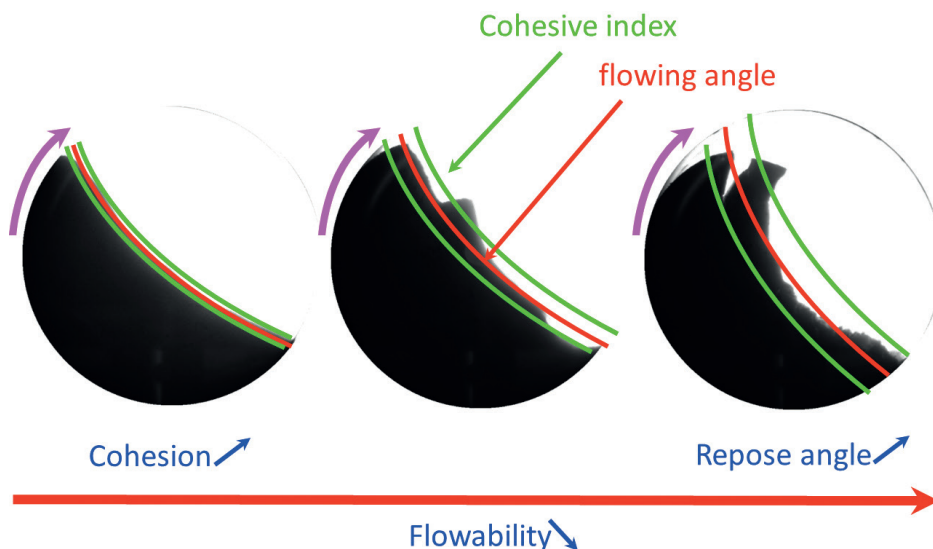 Cohesive index
flowing angle
Cohesion
Repose angle
Flowability